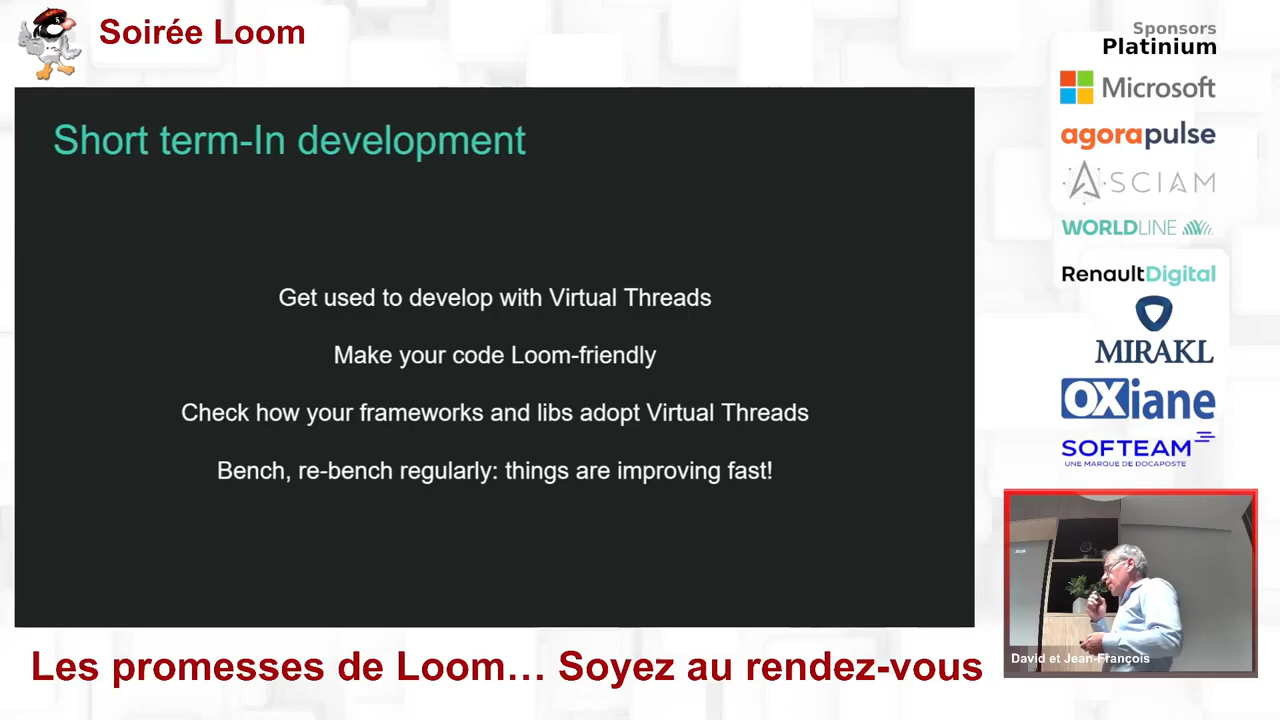 Soirée Loom
Sponsors
Platinium
Microsoft
agorapulse
ASCIAM
WORLDLINE
RenaultDigital
MIRAKL
OXiane
SOFTEAM
UNE MARQUE DE DOCAPOSTE
Short term-In development
Get used to develop with Virtual Threads
Make your code Loom-friendly
Check how your frameworks and libs adopt Virtual Threads
Bench, re-bench regularly: things are improving fast!
David et Jean-François
Les promesses de Loom… Soyez au rendez-vous